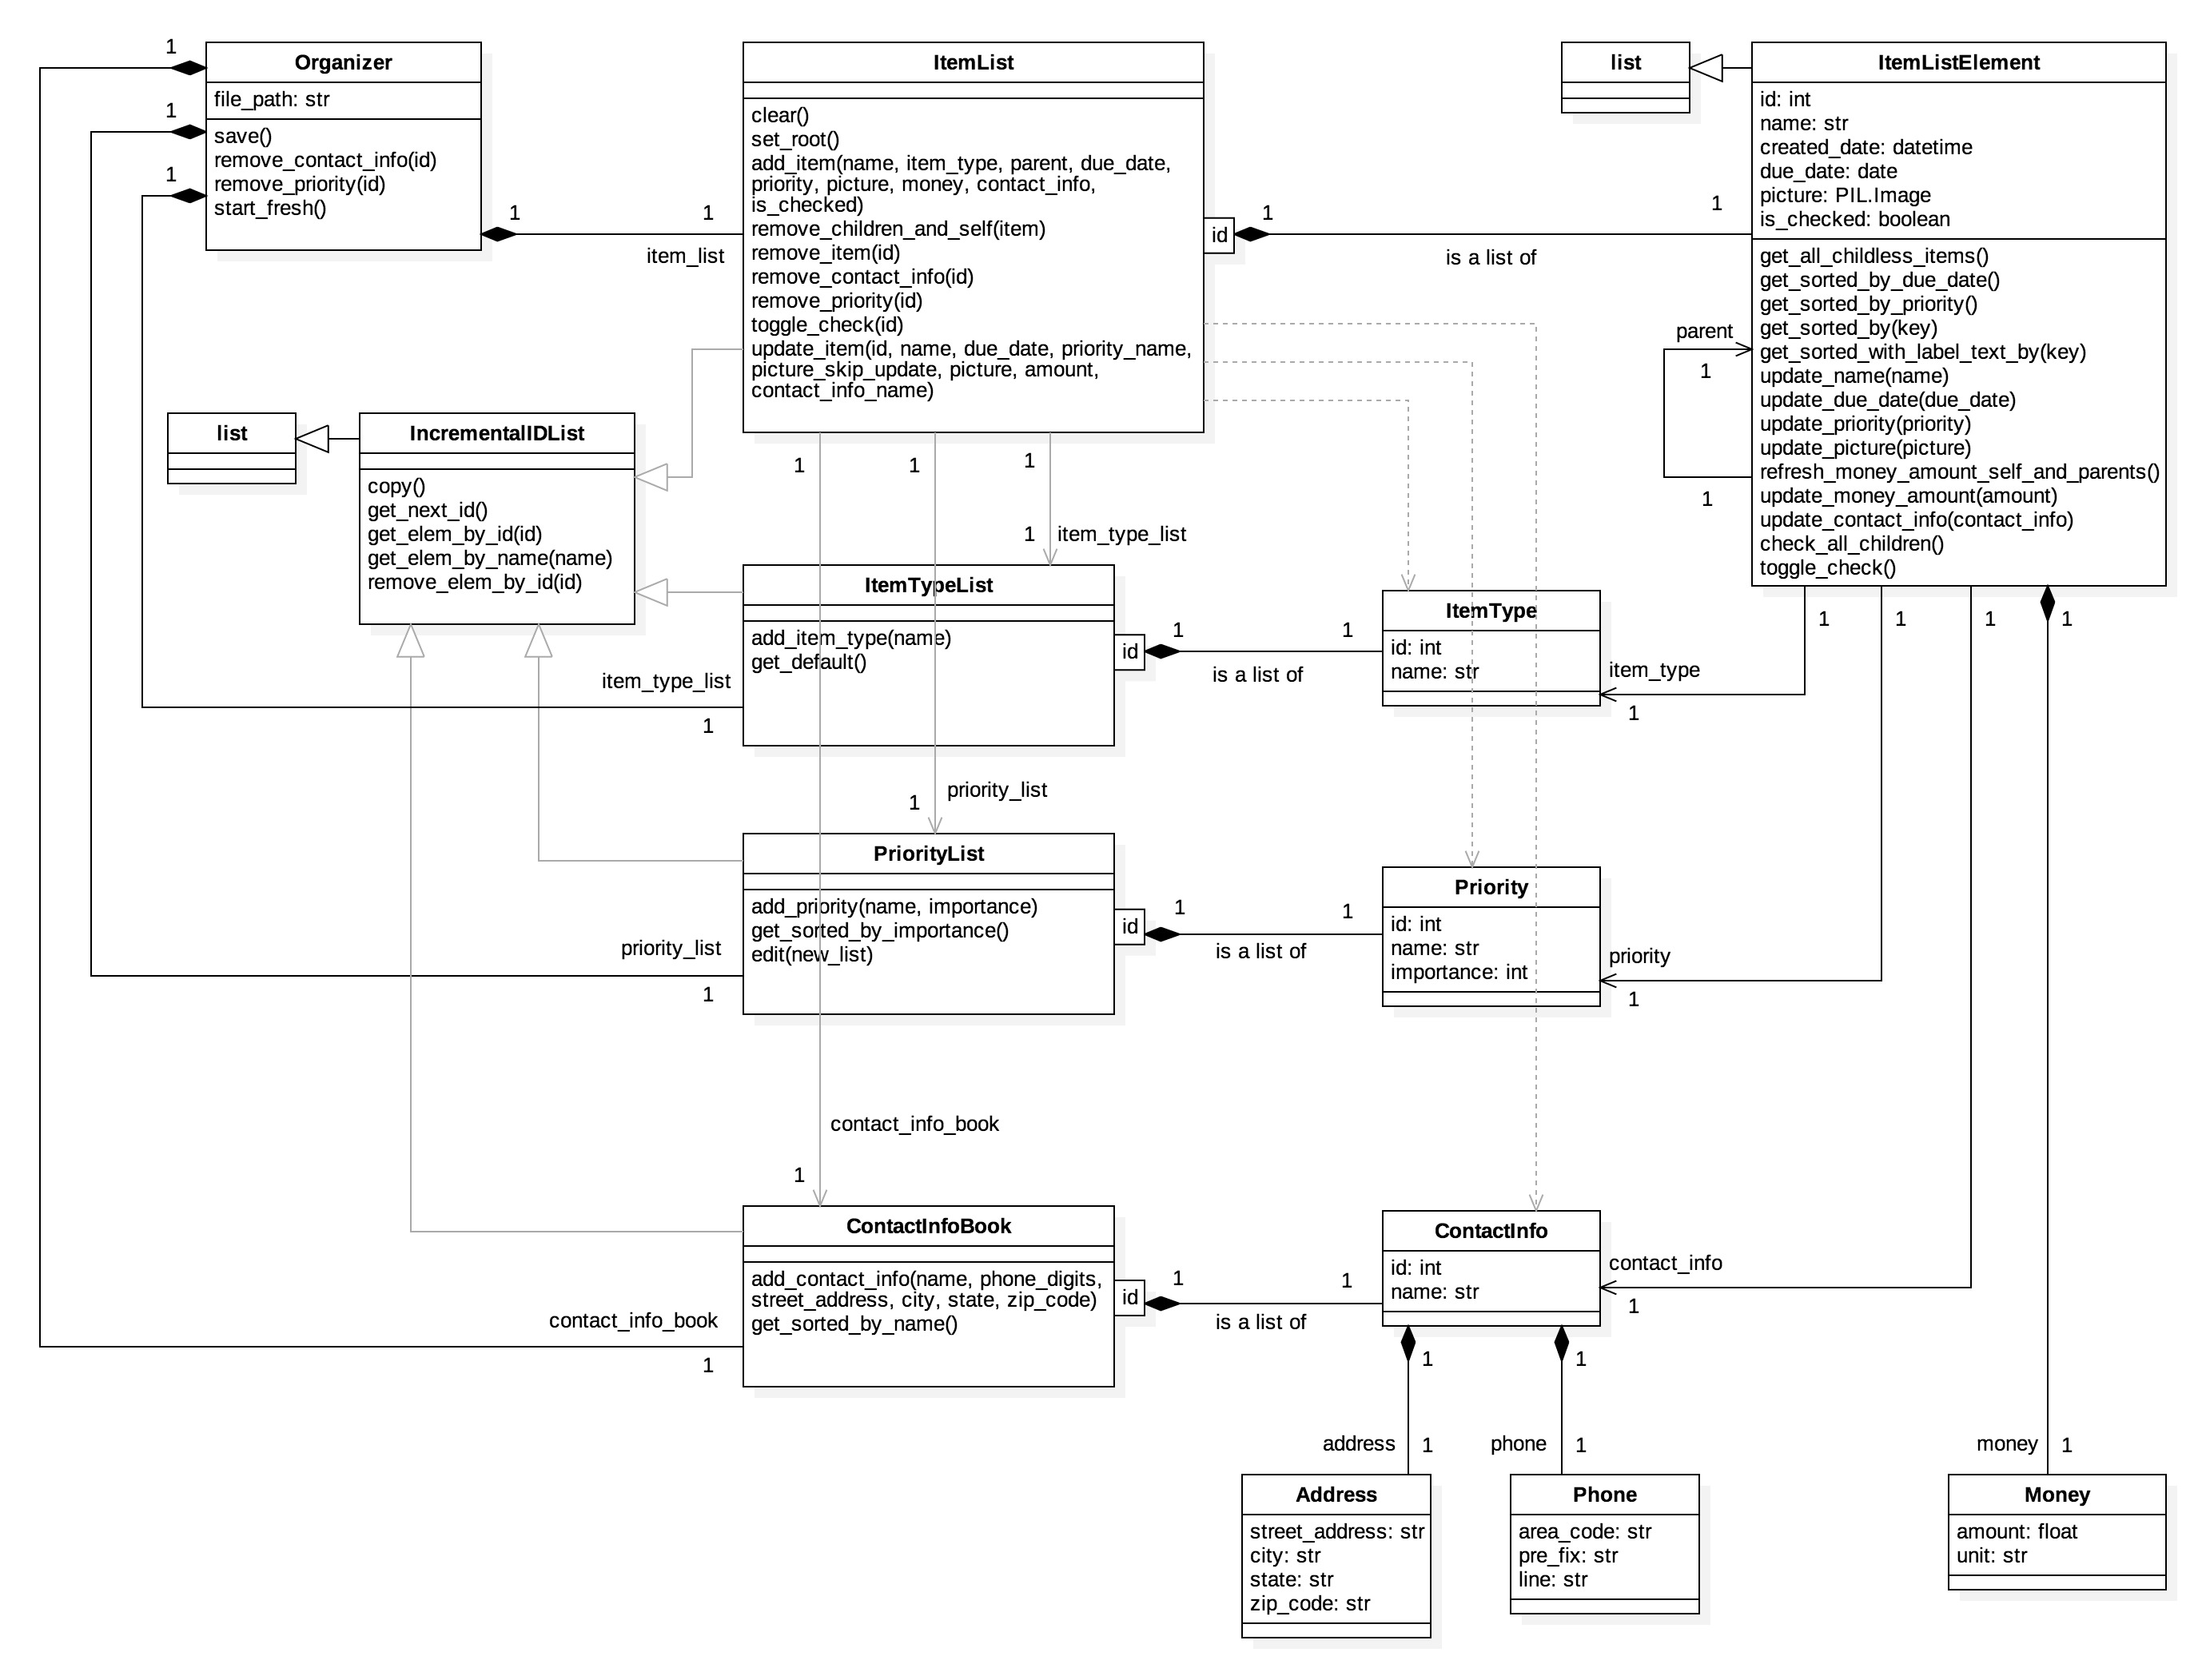 Organizer
file_path: str
save()
remove_contact_info(id)
remove_priority(id)
start_fresh()
1
1
1
1
1
item_list
ItemList
clear()
set_root()
add_item(name, item_type, parent, due_date,
priority, picture, money, contact_info,
is_checked)
remove_children_and_self(item)
remove_item(id)
remove_contact_info(id)
remove_priority(id)
toggle_check(id)
update_item(id, name, due_date, priority_name,
picture_skip_update, picture, amount,
contact_info_name)
id
1
1
is a list of
list
ItemListElement
id: int
name: str
created_date: datetime
due_date: date
picture: PIL.Image
is_checked: boolean
get_all_childless_items()
get_sorted_by_due_date()
get_sorted_by_priority()
get_sorted_by(key)
get_sorted_with_label_text_by(key)
update_name(name)
update_due_date(due_date)
update_priority(priority)
update_picture(picture)
refresh_money_amount_self_and_parents()
update_money_amount(amount)
update_contact_info(contact_info)
check_all_children()
toggle_check()
parent
1
1
list
IncrementalIDList
copy()
get_next_id()
get_elem_by_id(id)
get_elem_by_name(name)
remove_elem_by_id(id)
1
1
1
1
item_type_list
ItemTypeList
add_item_type(name)
get_default()
item_type_list
1
id
1
1
is a list of
ItemType
id: int
name: str
item_type
1
1
1
1
1
priority_list
1
PriorityList
add_priority(name, importance)
get_sorted_by_importance()
edit(new_list)
priority_list
1
id
1
1
is a list of
Priority
id: int
name: str
importance: int
priority
1
contact_info_book
1
ContactInfoBook
add_contact_info(name, phone_digits,
street_address, city, state, zip_code)
get_sorted_by_name()
contact_info_book
1
id
1
1
is a list of
ContactInfo
id: int
name: str
contact_info
1
1
1
address
1
phone
1
money
1
Address
street_address: str
city: str
state: str
zip_code: str
Phone
area_code: str
pre_fix: str
line: str
Money
amount: float
unit: str